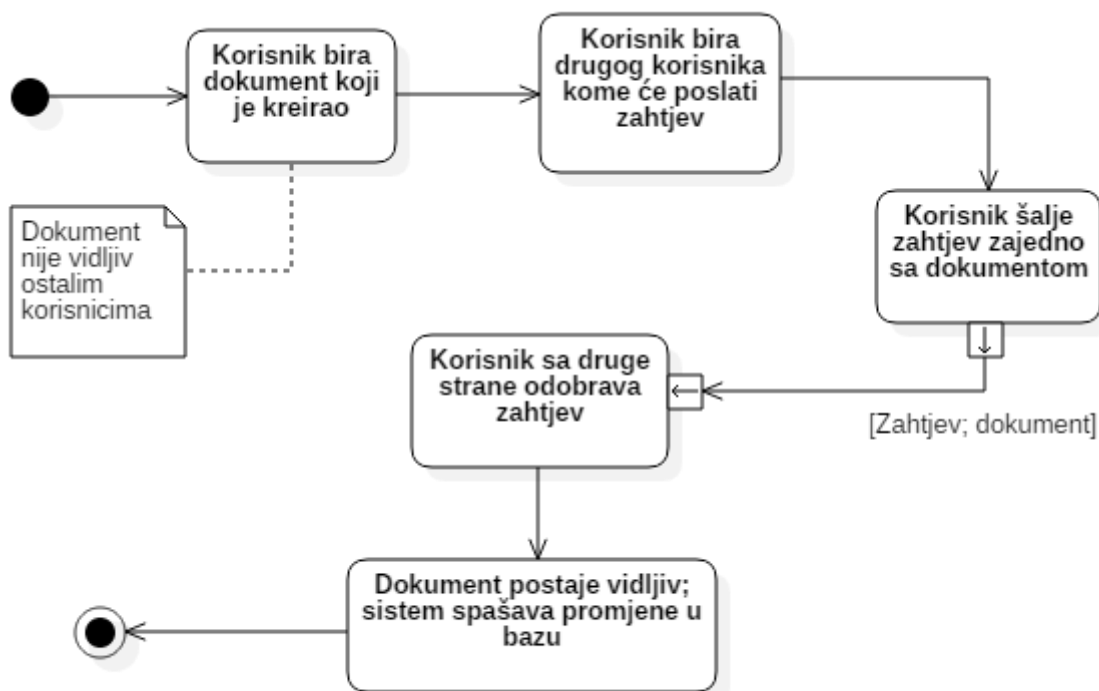 Korisnik bira
dokument koji
je kreirao
Korisnik bira
drugog korisnika
kome će poslati
zahtjev
Dokument
nije vidljiv
ostalim
korisnicima
Korisnik šalje
zahtjev zajedno
sa dokumentom
[Zahtjev; dokument]
Korisnik sa druge
strane odobrava
zahtjev
Dokument postaje vidljiv;
sistem spašava promjene u
bazu